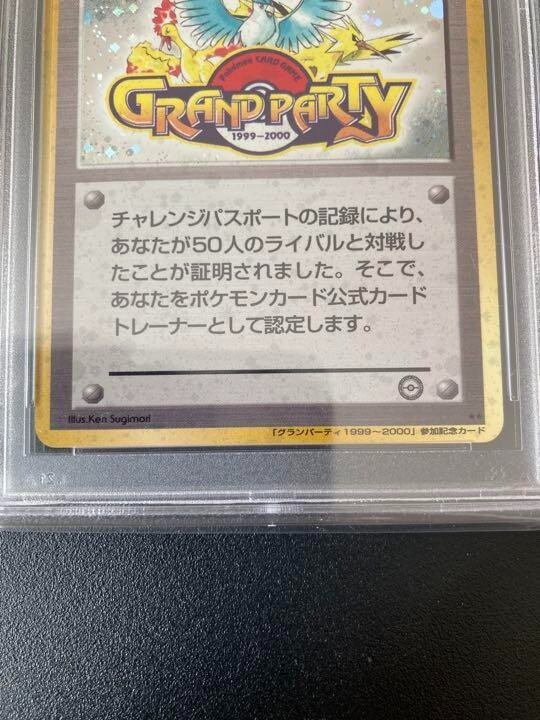 Pokémon CARD GAME
GRAND PARTY
1999-2000
チャレンジパスポートの記録により、
あなたが50人のライバルと対戦し
たことが証明されました。そこで、
あなたをポケモンカード公式カード
トレーナーとして認定します。
Illus. Ken Sugimori
「グランパーティ1999～2000」参加記念カード